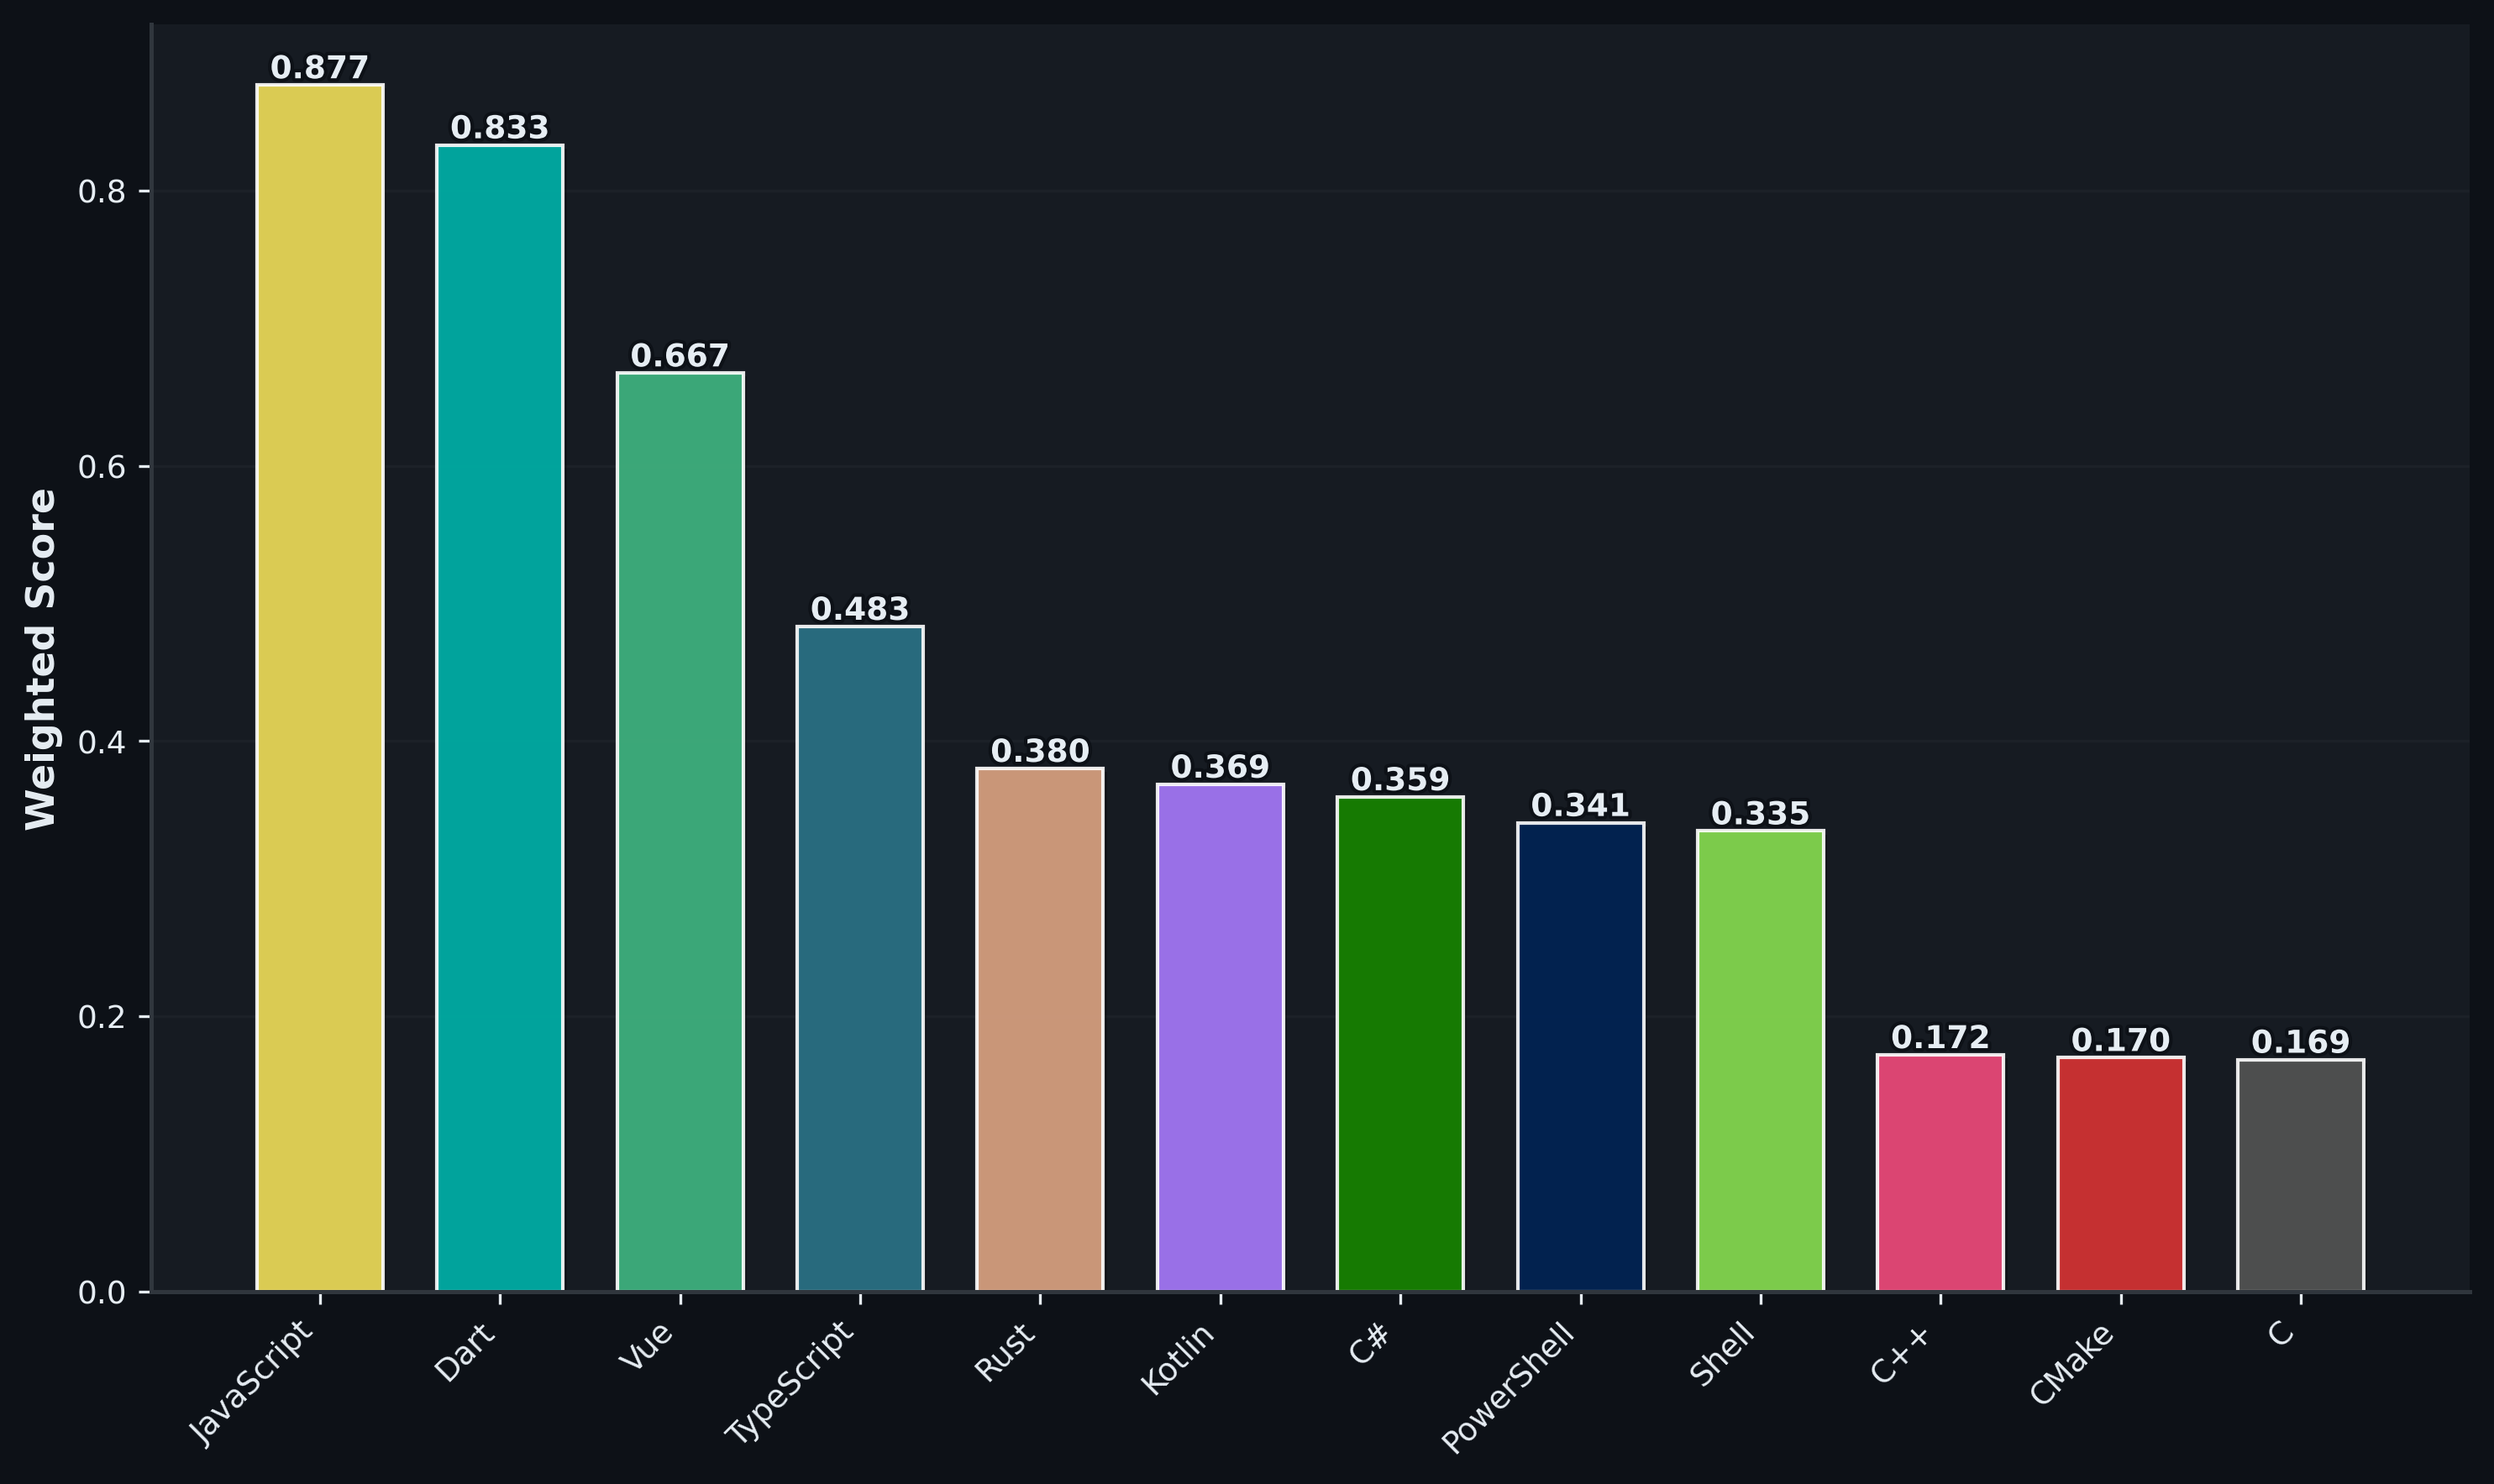 0.877
0.833
0.667
0.483
0.380
0.369
0.359
0.341
0.335
0.172
0.170
0.169
Weighted Score
0.8
0.6
0.4
0.2
0.0
JavaScript
Dart
Vue
TypeScript
Rust
Kotlin
C#
PowerShell
Shell
C++
CMake
C